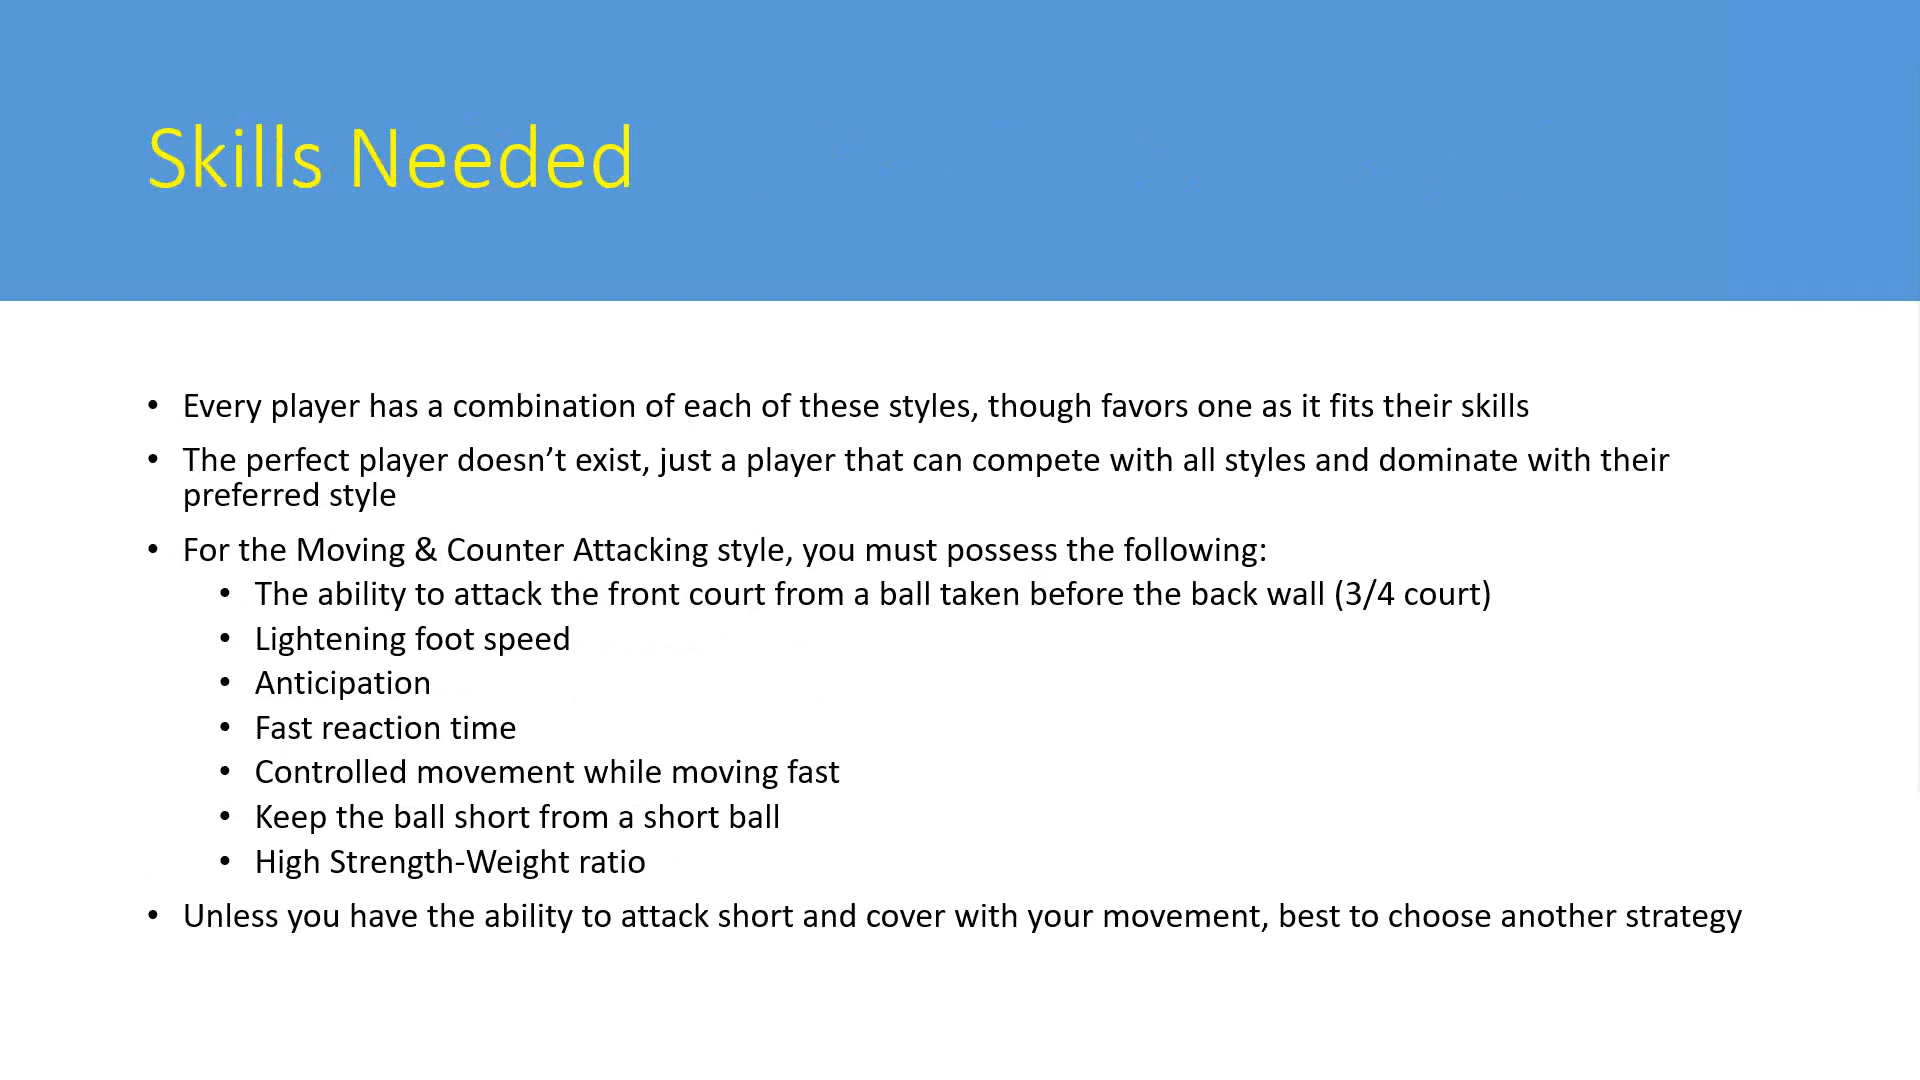 Skills Needed
• Every player has a combination of each of these styles, though favors one as it fits their skills
• The perfect player doesn’t exist, just a player that can compete with all styles and dominate with their
preferred style
• For the Moving & Counter Attacking style, you must possess the following:
• The ability to attack the front court from a ball taken before the back wall (3/4 court)
• Lightening foot speed
• Anticipation
• Fast reaction time
• Controlled movement while moving fast
• Keep the ball short from a short ball
• High Strength-Weight ratio
• Unless you have the ability to attack short and cover with your movement, best to choose another strategy